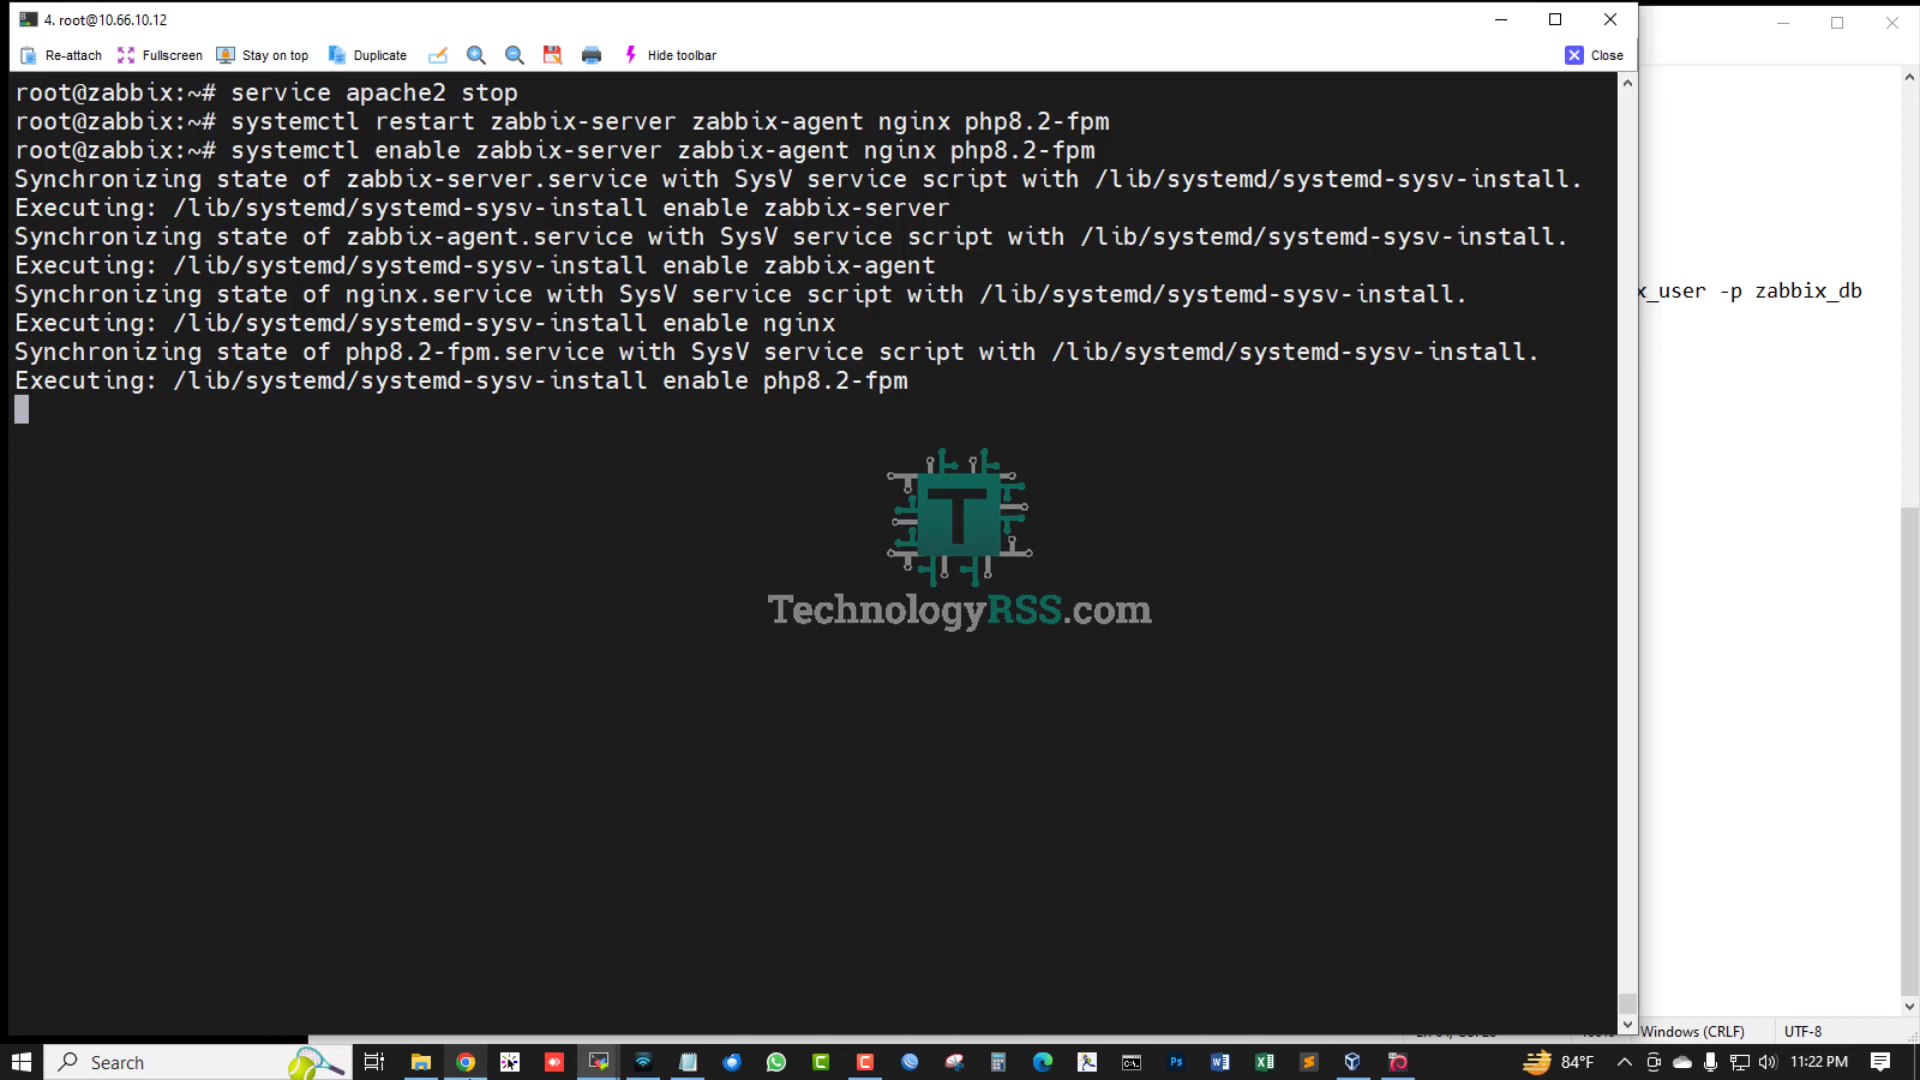 4. root@10.66.10.12
Re-attach Fullscreen Stay on top Duplicate Hide toolbar Close
root@zabbix:~# service apache2 stop
root@zabbix:~# systemctl restart zabbix-server zabbix-agent nginx php8.2-fpm
root@zabbix:~# systemctl enable zabbix-server zabbix-agent nginx php8.2-fpm
Synchronizing state of zabbix-server.service with SysV service script with /lib/systemd/systemd-sysv-install.
Executing: /lib/systemd/systemd-sysv-install enable zabbix-server
Synchronizing state of zabbix-agent.service with SysV service script with /lib/systemd/systemd-sysv-install.
Executing: /lib/systemd/systemd-sysv-install enable zabbix-agent
Synchronizing state of nginx.service with SysV service script with /lib/systemd/systemd-sysv-install.
x_user -p zabbix_db
Executing: /lib/systemd/systemd-sysv-install enable nginx
Synchronizing state of php8.2-fpm.service with SysV service script with /lib/systemd/systemd-sysv-install.
Executing: /lib/systemd/systemd-sysv-install enable php8.2-fpm
T
TechnologyRSS.com
Windows (CRLF) UTF-8
Search 84°F 11:22 PM